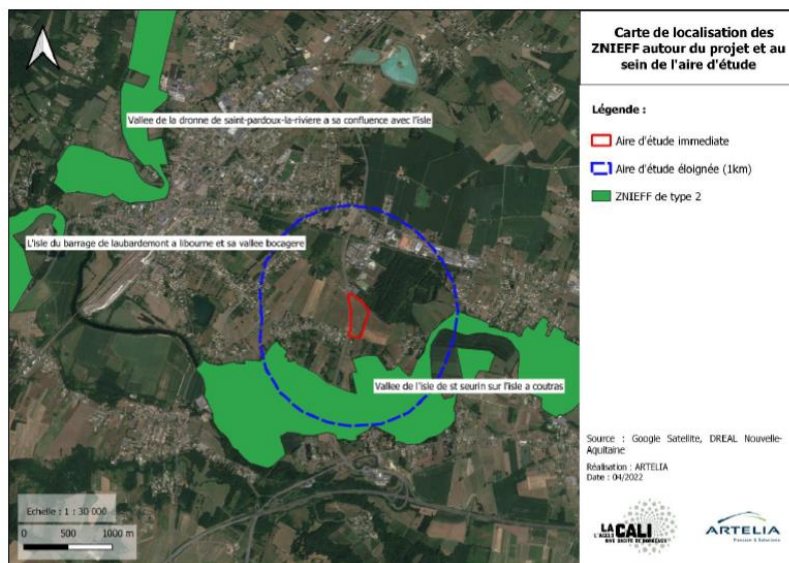 Carte de localisation des
ZNIEFF autour du projet et au
sein de l'aire d'étude
Légende :
Aire d'étude immediate
Aire d'étude éloignée (1km)
ZNIEFF de type 2
Vallee de la dronne de saint-pardoux-la-riviere a sa confluence avec l'isle
L'isle du barrage de laubardemont a libourne et sa vallee bocagere
Vallee de l'isle de st seurin sur l'isle a coutras
Echelle : 1 : 30 000
0 500 1000 m
Source : Google Satellite, DREAL Nouvelle-
Aquitaine
Réalisation : ARTELIA
Date : 04/2022
LA CALI
ARTELIA